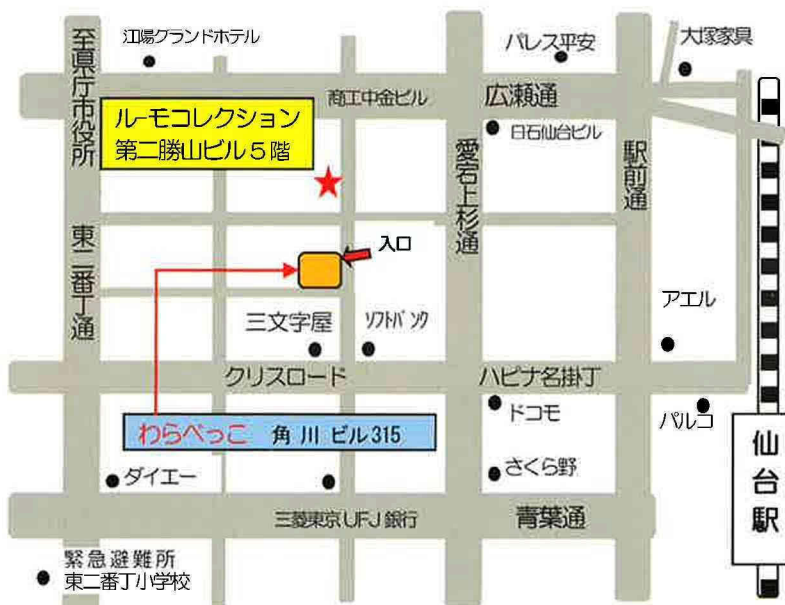 至県庁市役所
江陽グランドホテル
パレス平安
大塚家具
商工中金ビル
広瀬通
ルーモコレクション
第二勝山ビル5階
日石仙台ビル
愛宕上杉通
駅前通
東二番丁通
入口
アエル
三文字屋
ソフトバンク
クリスロード
ハピナ名掛丁
ドコモ
パルコ
わらべっこ 角川ビル315
仙台駅
ダイエー
さくら野
三菱東京UFJ銀行
青葉通
緊急避難所
東二番丁小学校